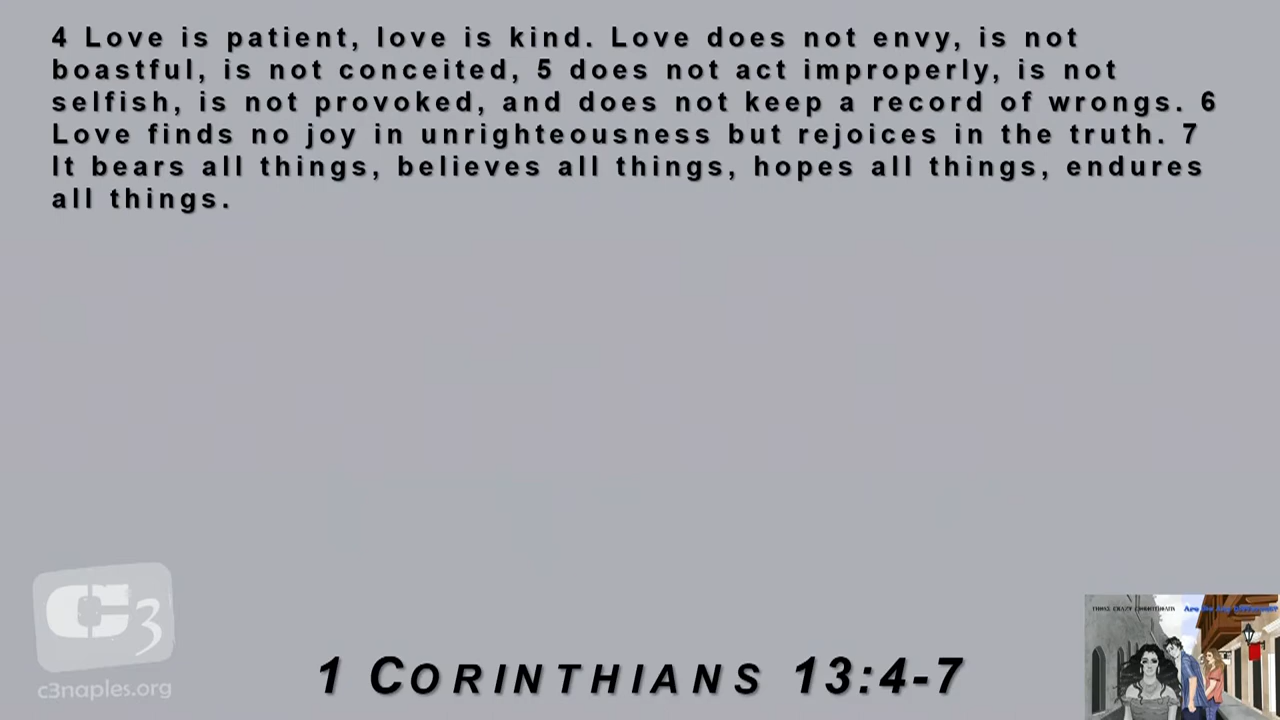 4 Love is patient, love is kind. Love does not envy, is not
boastful, is not conceited, 5 does not act improperly, is not
selfish, is not provoked, and does not keep a record of wrongs. 6
Love finds no joy in unrighteousness but rejoices in the truth. 7
It bears all things, believes all things, hopes all things, endures
all things.
C3
c3naples.org
THOSE CRAZY CORINTHIANS
1 CORINTHIANS 13:4-7